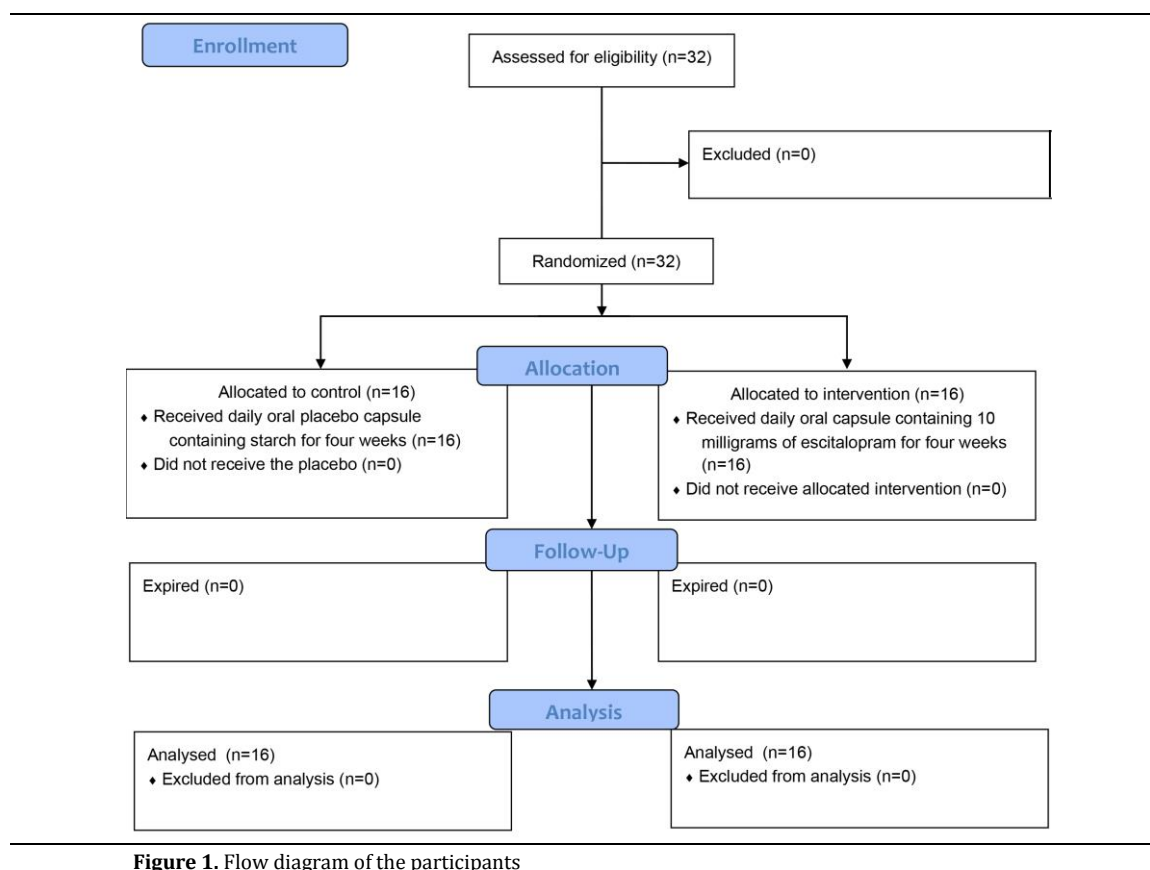 Enrollment
Assessed for eligibility (n=32)
Excluded (n=0)
Randomized (n=32)
Allocation
Allocated to control (n=16)
♦ Received daily oral placebo capsule
containing starch for four weeks (n=16)
♦ Did not receive the placebo (n=0)
Allocated to intervention (n=16)
♦ Received daily oral capsule containing 10
milligrams of escitalopram for four weeks
(n=16)
♦ Did not receive allocated intervention (n=0)
Follow-Up
Expired (n=0)
Expired (n=0)
Analysis
Analysed (n=16)
♦ Excluded from analysis (n=0)
Analysed (n=16)
♦ Excluded from analysis (n=0)
Figure 1. Flow diagram of the participants